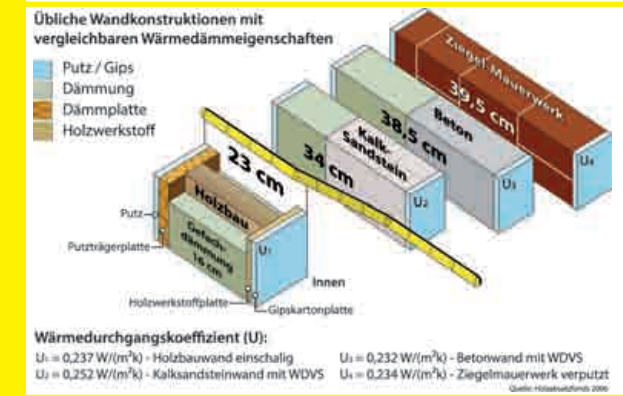 Übliche Wandkonstruktionen mit
vergleichbaren Wärmedämmeigenschaften
Putz / Gips
Dämmung
Dämmplatte
Holzwerkstoff
Ziegel-Mauerwerk
39,5 cm
U₄
Beton
38,5 cm
U₃
Kalk-
Sandstein
34 cm
U₂
23 cm
Holzbau
Gefach-
dämmung
16 cm
U₁
Putz
Putzträgerplatte
Innen
Holzwerkstoffplatte
Gipskartonplatte
Wärmedurchgangskoeffizient (U):
U₁ = 0,237 W/(m²k) - Holzbauwand einschalig
U₂ = 0,252 W/(m²k) - Kalksandsteinwand mit WDVS
U₃ = 0,232 W/(m²k) - Betonwand mit WDVS
U₄ = 0,234 W/(m²k) - Ziegelmauerwerk verputzt
Quelle: Holzabsatzfonds 2006